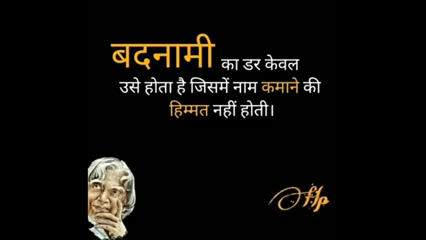 बदनामी का डर केवल
उसे होता है जिसमें नाम कमाने की
हिम्मत नहीं होती।